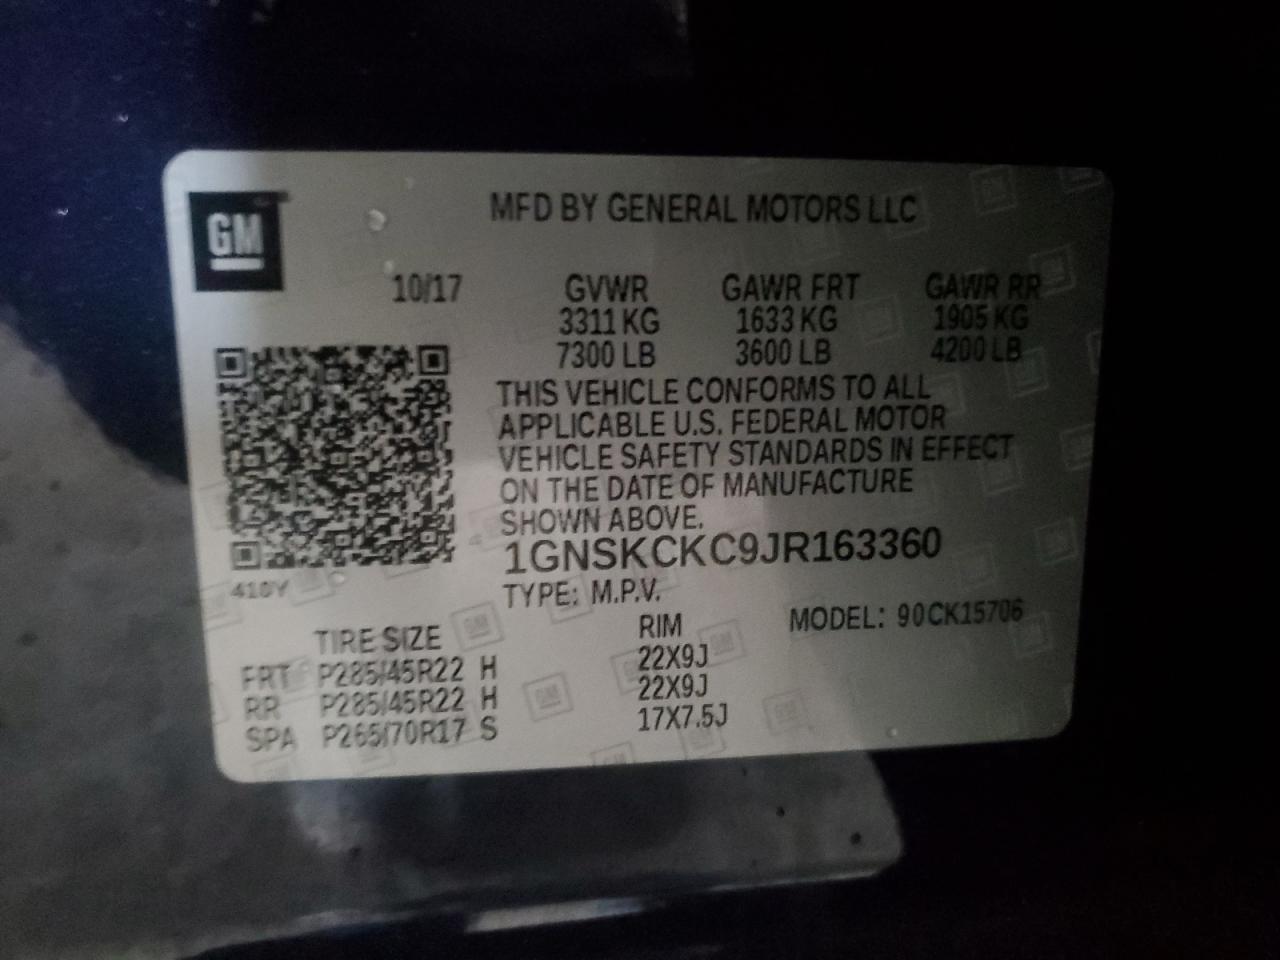 GM
MFD BY GENERAL MOTORS LLC
10/17 GVWR GAWR FRT GAWR RR
3311 KG 1633 KG 1905 KG
7300 LB 3600 LB 4200 LB
THIS VEHICLE CONFORMS TO ALL
APPLICABLE U.S. FEDERAL MOTOR
VEHICLE SAFETY STANDARDS IN EFFECT
ON THE DATE OF MANUFACTURE
SHOWN ABOVE.
1GNSKCKC9JR163360
410Y
TYPE: M.P.V.
MODEL: 90CK15706
TIRE SIZE RIM
FRT P285/45R22 H 22X9J
RR P285/45R22 H 22X9J
SPA P265/70R17 S 17X7.5J